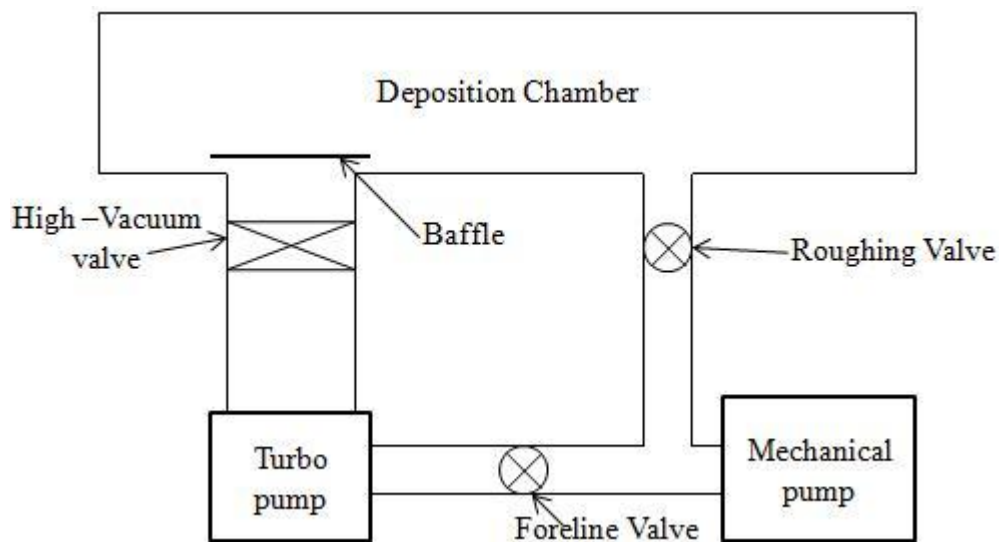 Deposition Chamber
High –Vacuum
valve
Baffle
Roughing Valve
Turbo
pump
Mechanical
pump
Foreline Valve